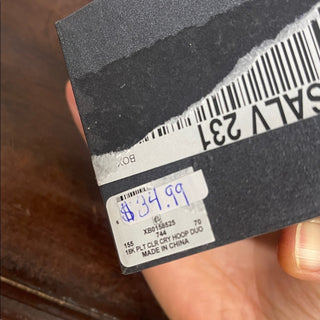 SALV 231
BOX
$34.99
XB0158525
155 744 70
18K PLT CLR CRY HOOP DUO
MADE IN CHINA